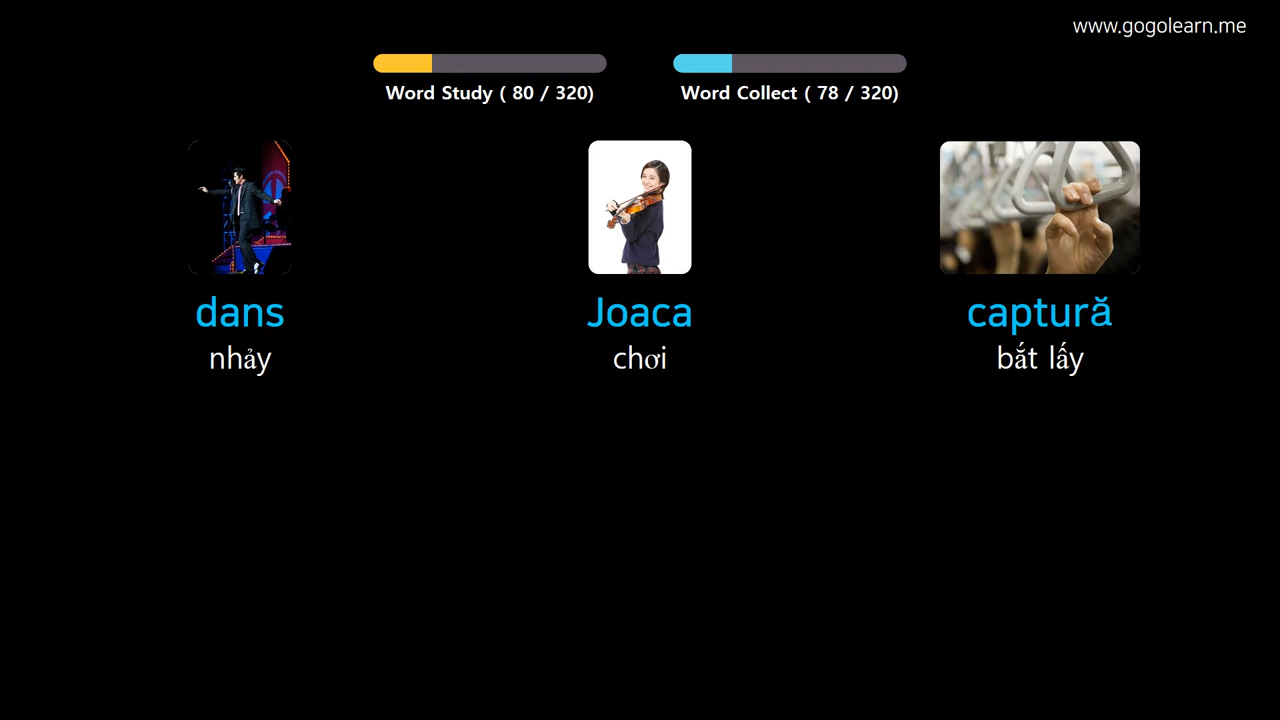 www.gogolearn.me
Word Study ( 80 / 320)
Word Collect ( 78 / 320)
dans
Joaca
captură
nhảy
chơi
bắt lấy